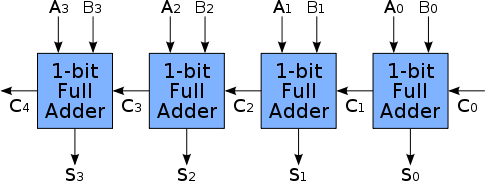 A3 B3 A2 B2 A1 B1 A0 B0
1-bit Full Adder
1-bit Full Adder
1-bit Full Adder
1-bit Full Adder
C4 C3 C2 C1 C0
S3 S2 S1 S0